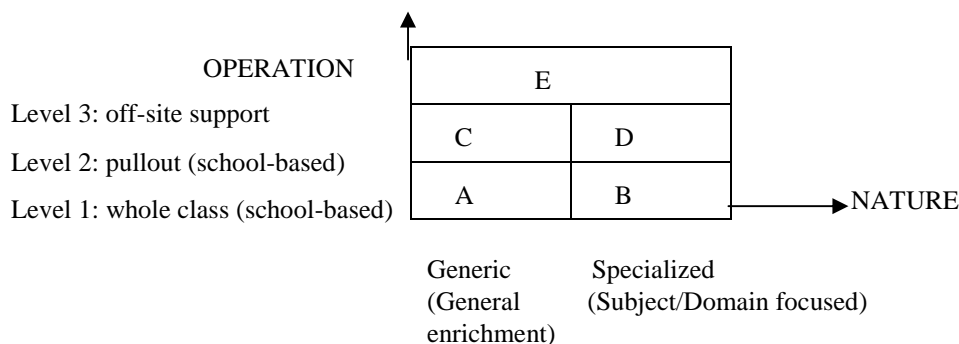 OPERATION
E
Level 3: off-site support
C D
Level 2: pullout (school-based)
A B
Level 1: whole class (school-based)
NATURE
Generic Specialized
(General (Subject/Domain focused)
enrichment)